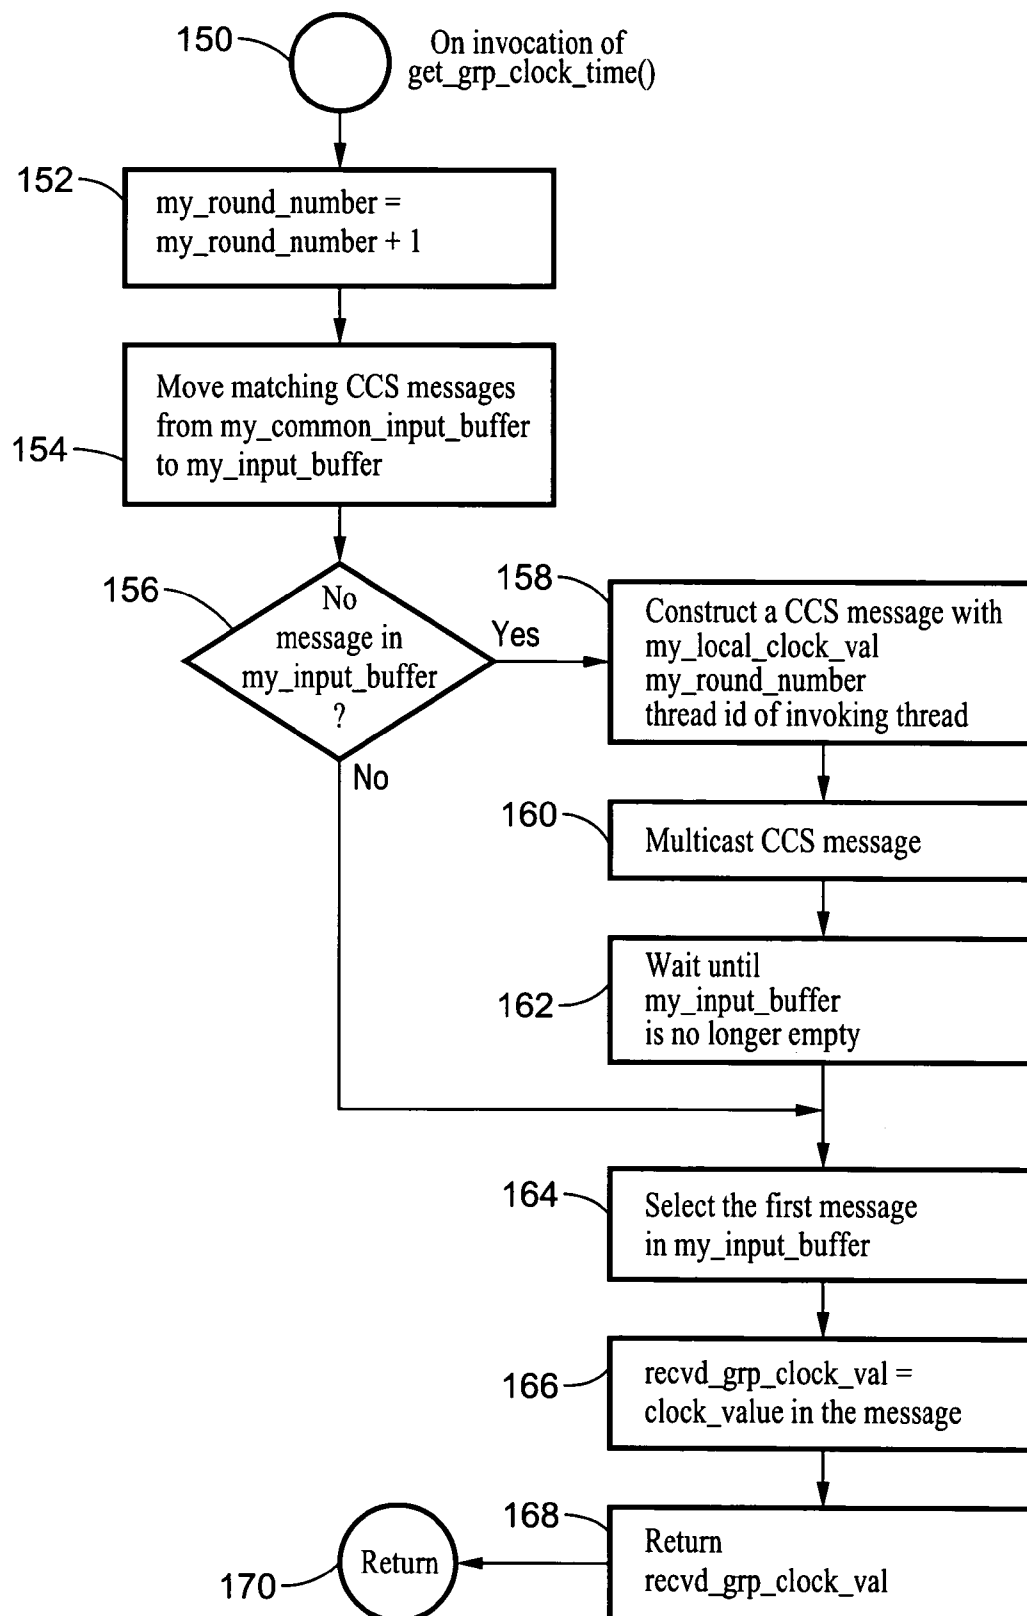 150
On invocation of
get_grp_clock_time()
152
my_round_number =
my_round_number + 1
154
Move matching CCS messages
from my_common_input_buffer
to my_input_buffer
156
No
message in
my_input_buffer
?
Yes
No
158
Construct a CCS message with
my_local_clock_val
my_round_number
thread id of invoking thread
160
Multicast CCS message
162
Wait until
my_input_buffer
is no longer empty
164
Select the first message
in my_input_buffer
166
recvd_grp_clock_val =
clock_value in the message
168
Return
recvd_grp_clock_val
170
Return